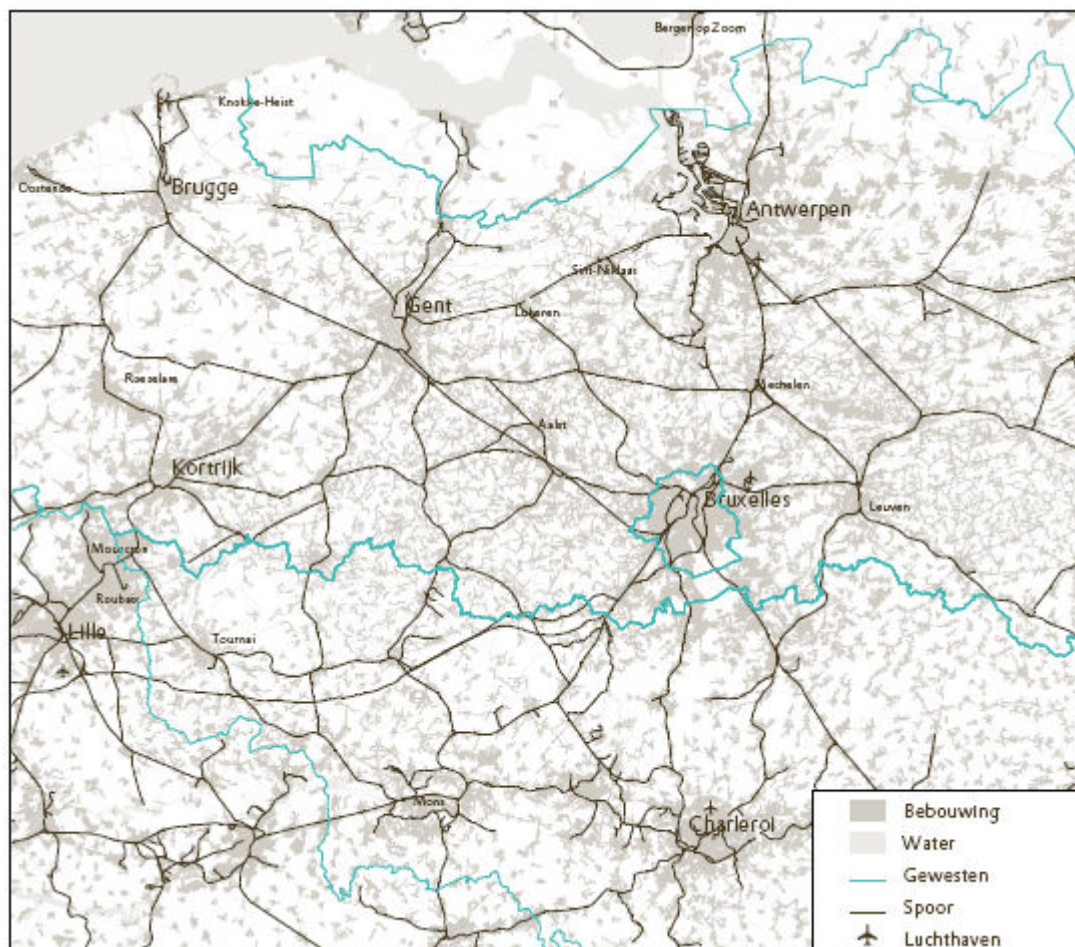 Bergen op Zoom
Knokke-Heist
Oostende
Brugge
Antwerpen
Sint-Niklaas
Gent
Lokeren
Roeselare
Mechelen
Aalst
Kortrijk
Bruxelles
Leuven
Mourcron
Roubaix
Lille
Tournai
Mons
Charleroi
Bebouwing
Water
Gewesten
Spoor
Luchthaven